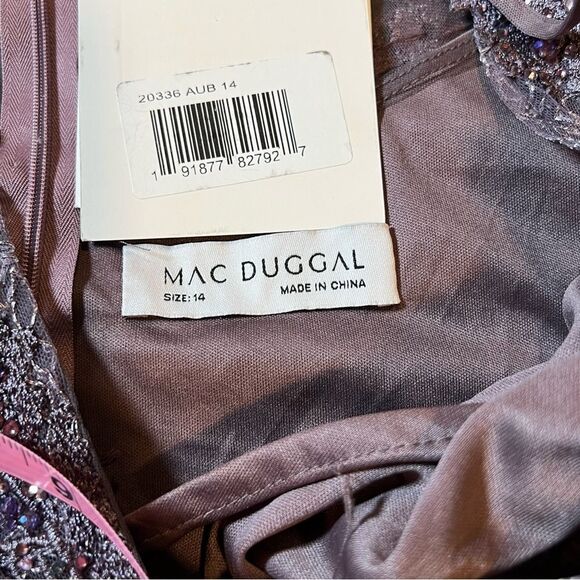 20336 AUB 14
1 91877 82792 7
MAC DUGGAL
SIZE: 14 MADE IN CHINA